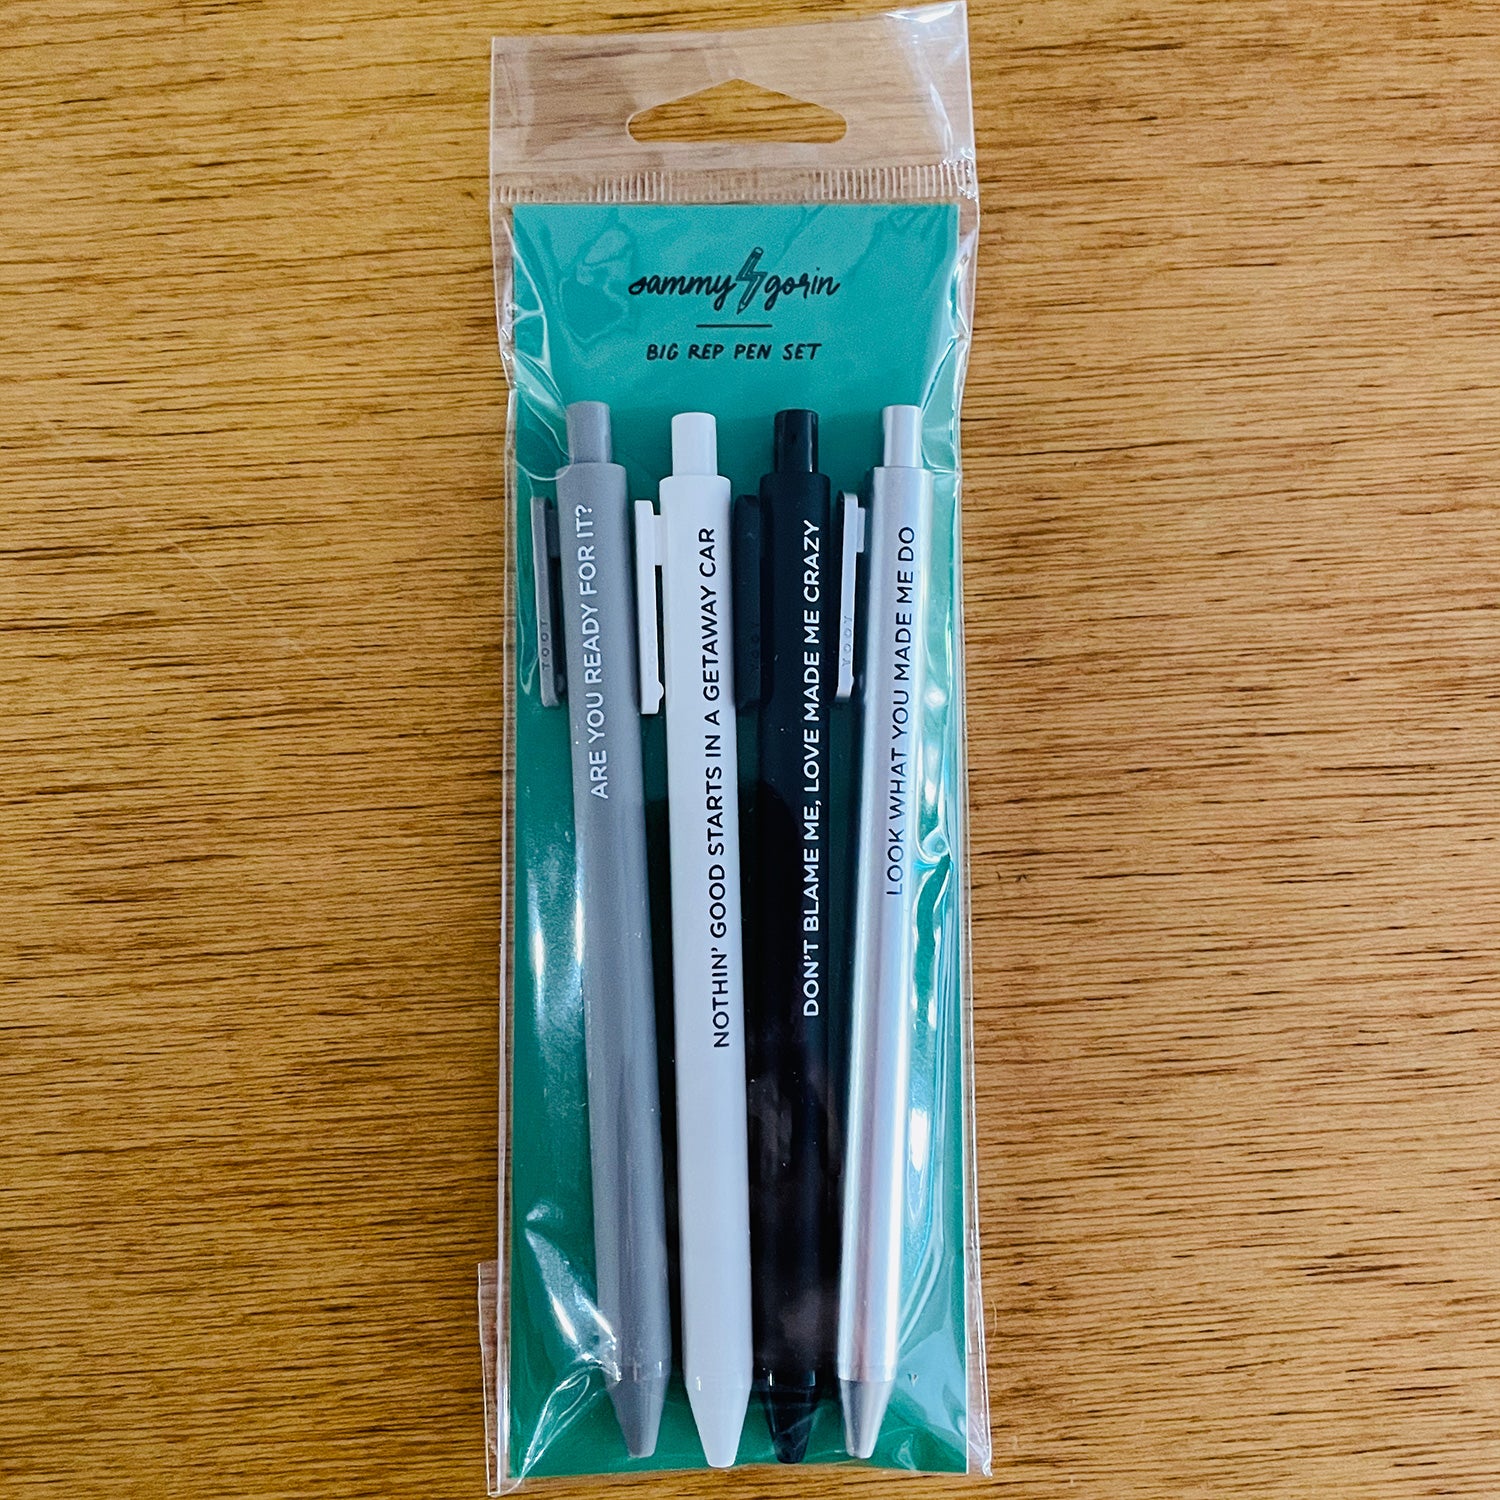 sammy gorin
BIG REP PEN SET
ARE YOU READY FOR IT?
NOTHIN' GOOD STARTS IN A GETAWAY CAR
DON'T BLAME ME, LOVE MADE ME CRAZY
LOOK WHAT YOU MADE ME DO
YOOY